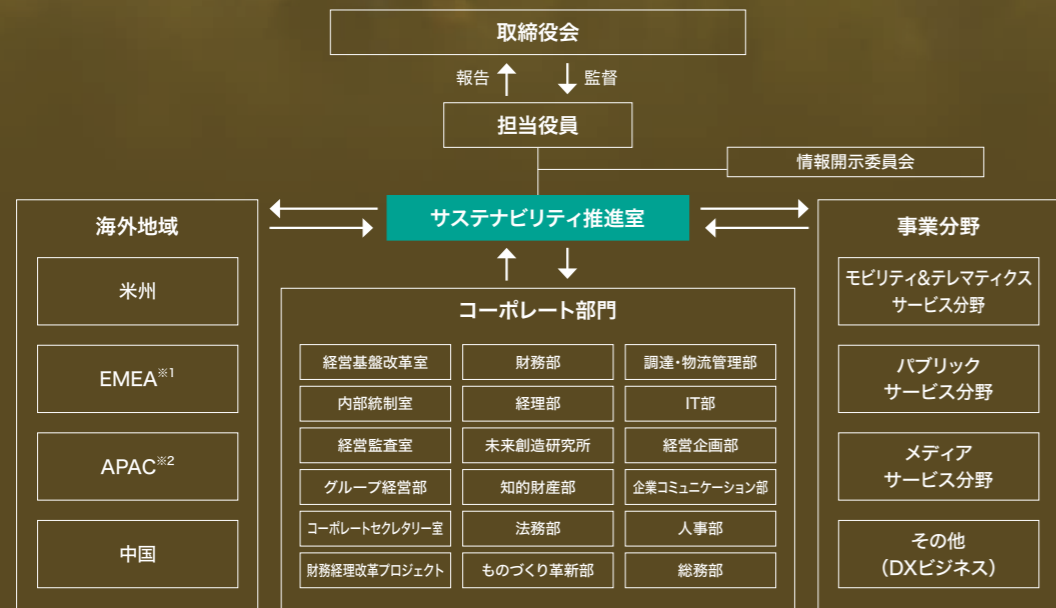 取締役会
報告
監督
担当役員
情報開示委員会
サステナビリティ推進室
海外地域
米州
EMEA※1
APAC※2
中国
コーポレート部門
経営基盤改革室
財務部
調達・物流管理部
内部統制室
経理部
IT部
経営監査室
未来創造研究所
経営企画部
グループ経営部
知的財産部
企業コミュニケーション部
コーポレートセクレタリー室
法務部
人事部
財務経理改革プロジェクト
ものづくり革新部
総務部
事業分野
モビリティ&テレマティクス
サービス分野
パブリック
サービス分野
メディア
サービス分野
その他
（DXビジネス）